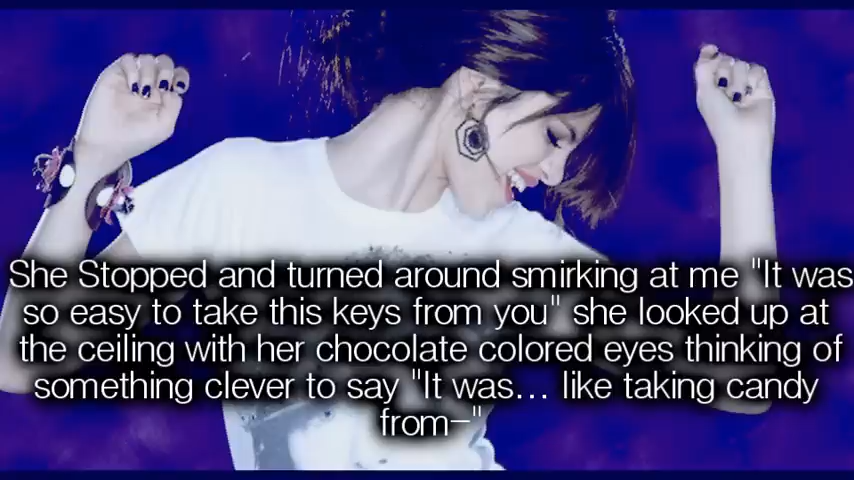 She Stopped and turned around smirking at me "It was
so easy to take this keys from you" she looked up at
the ceiling with her chocolate colored eyes thinking of
something clever to say "It was... like taking candy
from-"